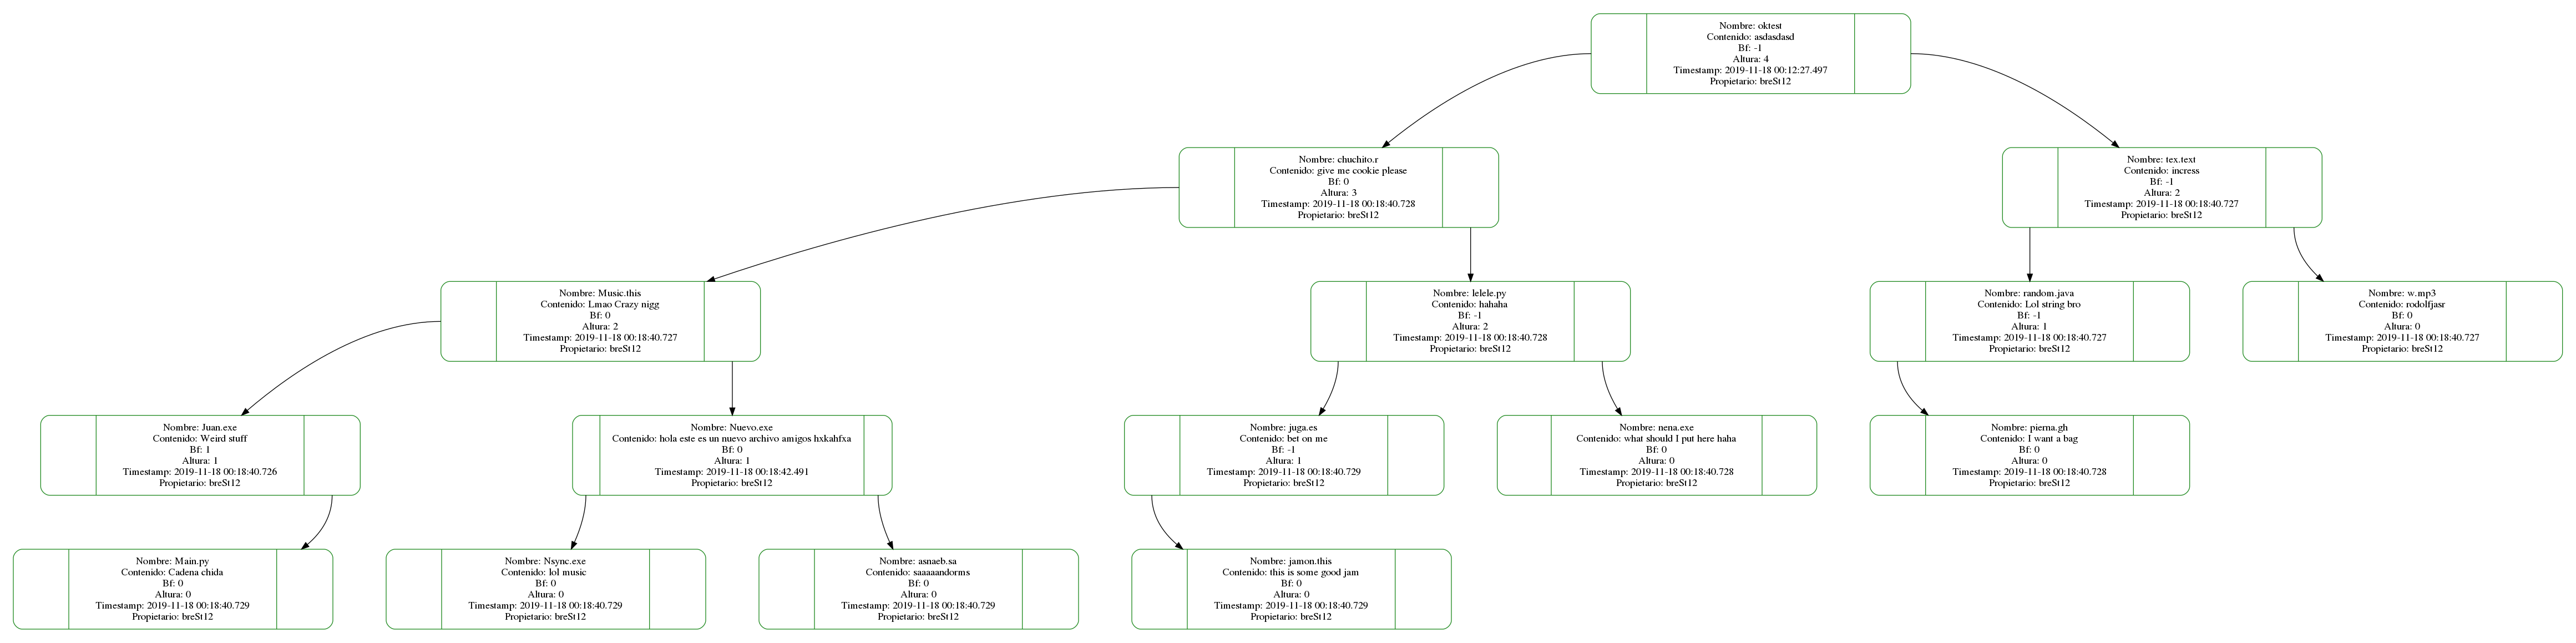 Nombre: oktest
Contenido: asdasdasd
Bf: -1
Altura: 4
Timestamp: 2019-11-18 00:12:27.497
Propietario: breSt12
Nombre: chuchito.r
Contenido: give me cookie please
Bf: 0
Altura: 3
Timestamp: 2019-11-18 00:18:40.728
Propietario: breSt12
Nombre: tex.text
Contenido: incress
Bf: -1
Altura: 2
Timestamp: 2019-11-18 00:18:40.727
Propietario: breSt12
Nombre: Music.this
Contenido: Lmao Crazy nigg
Bf: 0
Altura: 2
Timestamp: 2019-11-18 00:18:40.727
Propietario: breSt12
Nombre: lelele.py
Contenido: hahaha
Bf: -1
Altura: 2
Timestamp: 2019-11-18 00:18:40.728
Propietario: breSt12
Nombre: random.java
Contenido: Lol string bro
Bf: -1
Altura: 1
Timestamp: 2019-11-18 00:18:40.727
Propietario: breSt12
Nombre: w.mp3
Contenido: rodolfjasr
Bf: 0
Altura: 0
Timestamp: 2019-11-18 00:18:40.727
Propietario: breSt12
Nombre: Juan.exe
Contenido: Weird stuff
Bf: 1
Altura: 1
Timestamp: 2019-11-18 00:18:40.726
Propietario: breSt12
Nombre: Nuevo.exe
Contenido: hola este es un nuevo archivo amigos hxkahfxa
Bf: 0
Altura: 1
Timestamp: 2019-11-18 00:18:42.491
Propietario: breSt12
Nombre: juga.es
Contenido: bet on me
Bf: -1
Altura: 1
Timestamp: 2019-11-18 00:18:40.729
Propietario: breSt12
Nombre: nena.exe
Contenido: what should I put here haha
Bf: 0
Altura: 0
Timestamp: 2019-11-18 00:18:40.728
Propietario: breSt12
Nombre: pierna.gh
Contenido: I want a bag
Bf: 0
Altura: 0
Timestamp: 2019-11-18 00:18:40.728
Propietario: breSt12
Nombre: Main.py
Contenido: Cadena chida
Bf: 0
Altura: 0
Timestamp: 2019-11-18 00:18:40.729
Propietario: breSt12
Nombre: Nsync.exe
Contenido: lol music
Bf: 0
Altura: 0
Timestamp: 2019-11-18 00:18:40.729
Propietario: breSt12
Nombre: asnaeb.sa
Contenido: saaaaandorms
Bf: 0
Altura: 0
Timestamp: 2019-11-18 00:18:40.729
Propietario: breSt12
Nombre: jamon.this
Contenido: this is some good jam
Bf: 0
Altura: 0
Timestamp: 2019-11-18 00:18:40.729
Propietario: breSt12